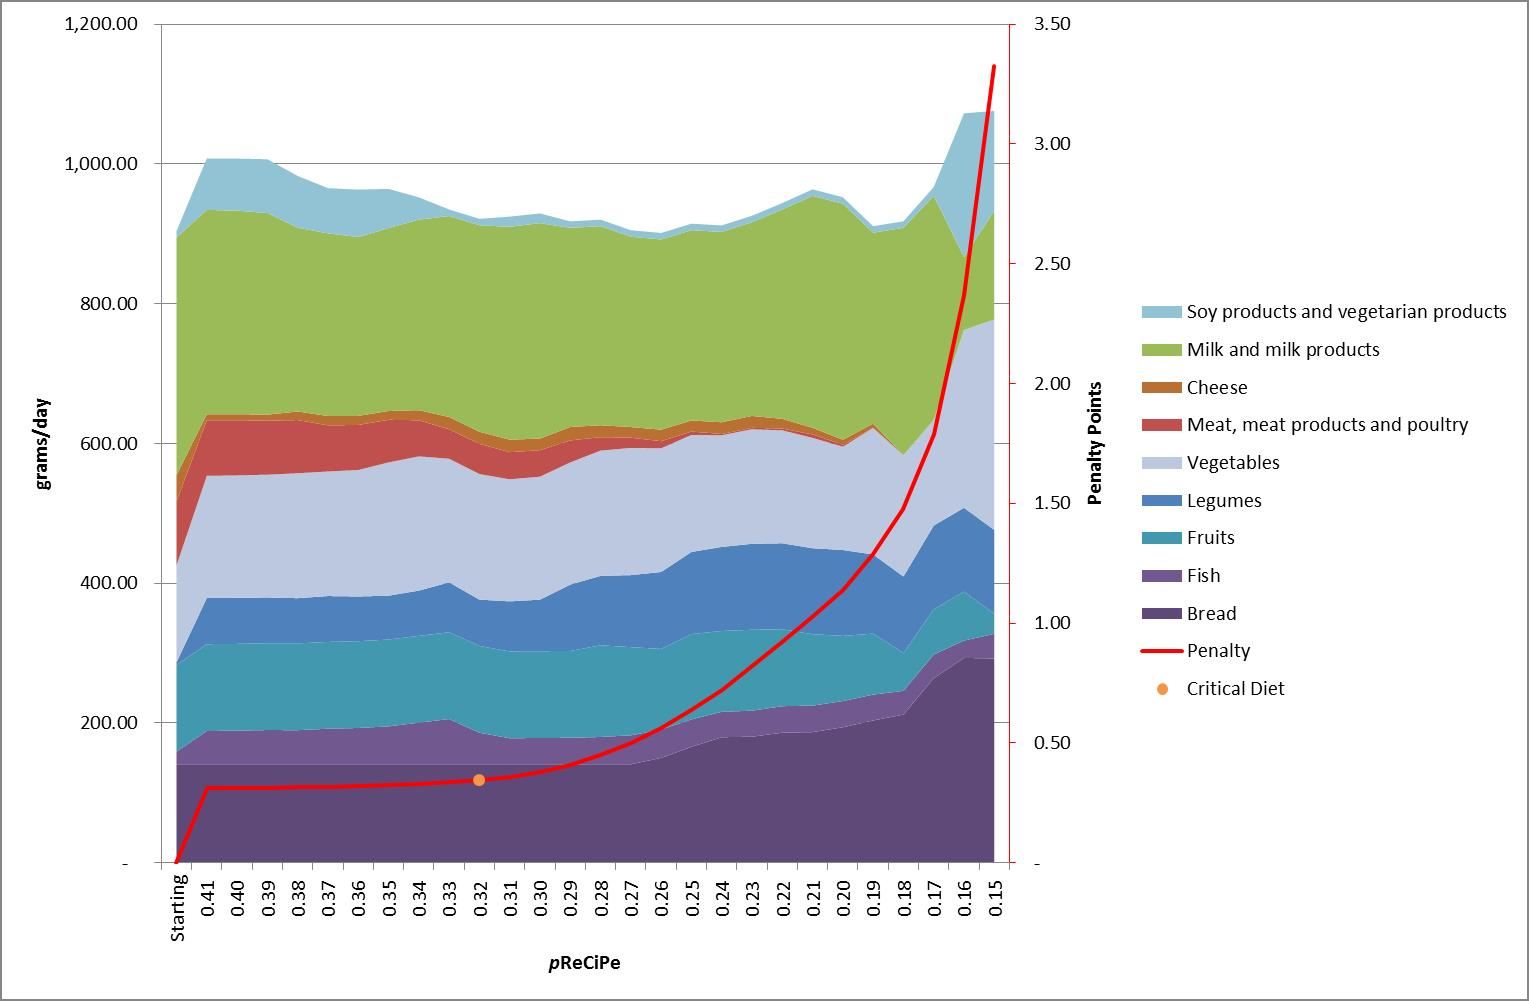 1,200.00
1,000.00
800.00
600.00
400.00
200.00
-
grams/day
3.50
3.00
2.50
2.00
1.50
1.00
0.50
-
Penalty Points
Starting
0.41
0.40
0.39
0.38
0.37
0.36
0.35
0.34
0.33
0.32
0.31
0.30
0.29
0.28
0.27
0.26
0.25
0.24
0.23
0.22
0.21
0.20
0.19
0.18
0.17
0.16
0.15
pReCiPe
Soy products and vegetarian products
Milk and milk products
Cheese
Meat, meat products and poultry
Vegetables
Legumes
Fruits
Fish
Bread
Penalty
Critical Diet